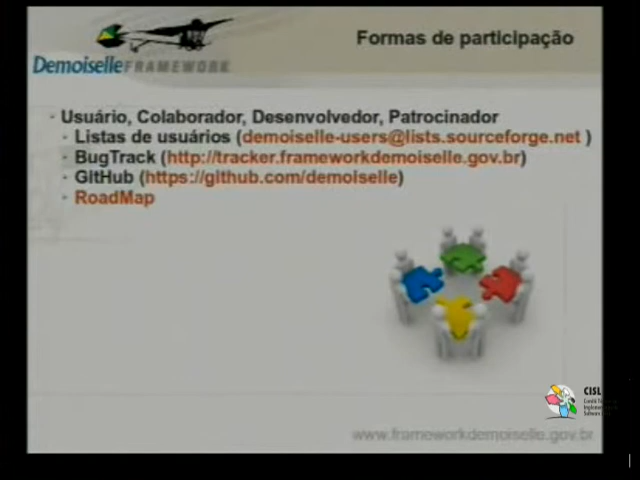 Formas de participação
Demoiselle FRAMEWORK
Usuário, Colaborador, Desenvolvedor, Patrocinador
Listas de usuários (demoiselle-users@lists.sourceforge.net )
BugTrack (http://tracker.frameworkdemoiselle.gov.br)
GitHub (https://github.com/demoiselle)
RoadMap
CISL
www.frameworkdemoiselle.gov.br